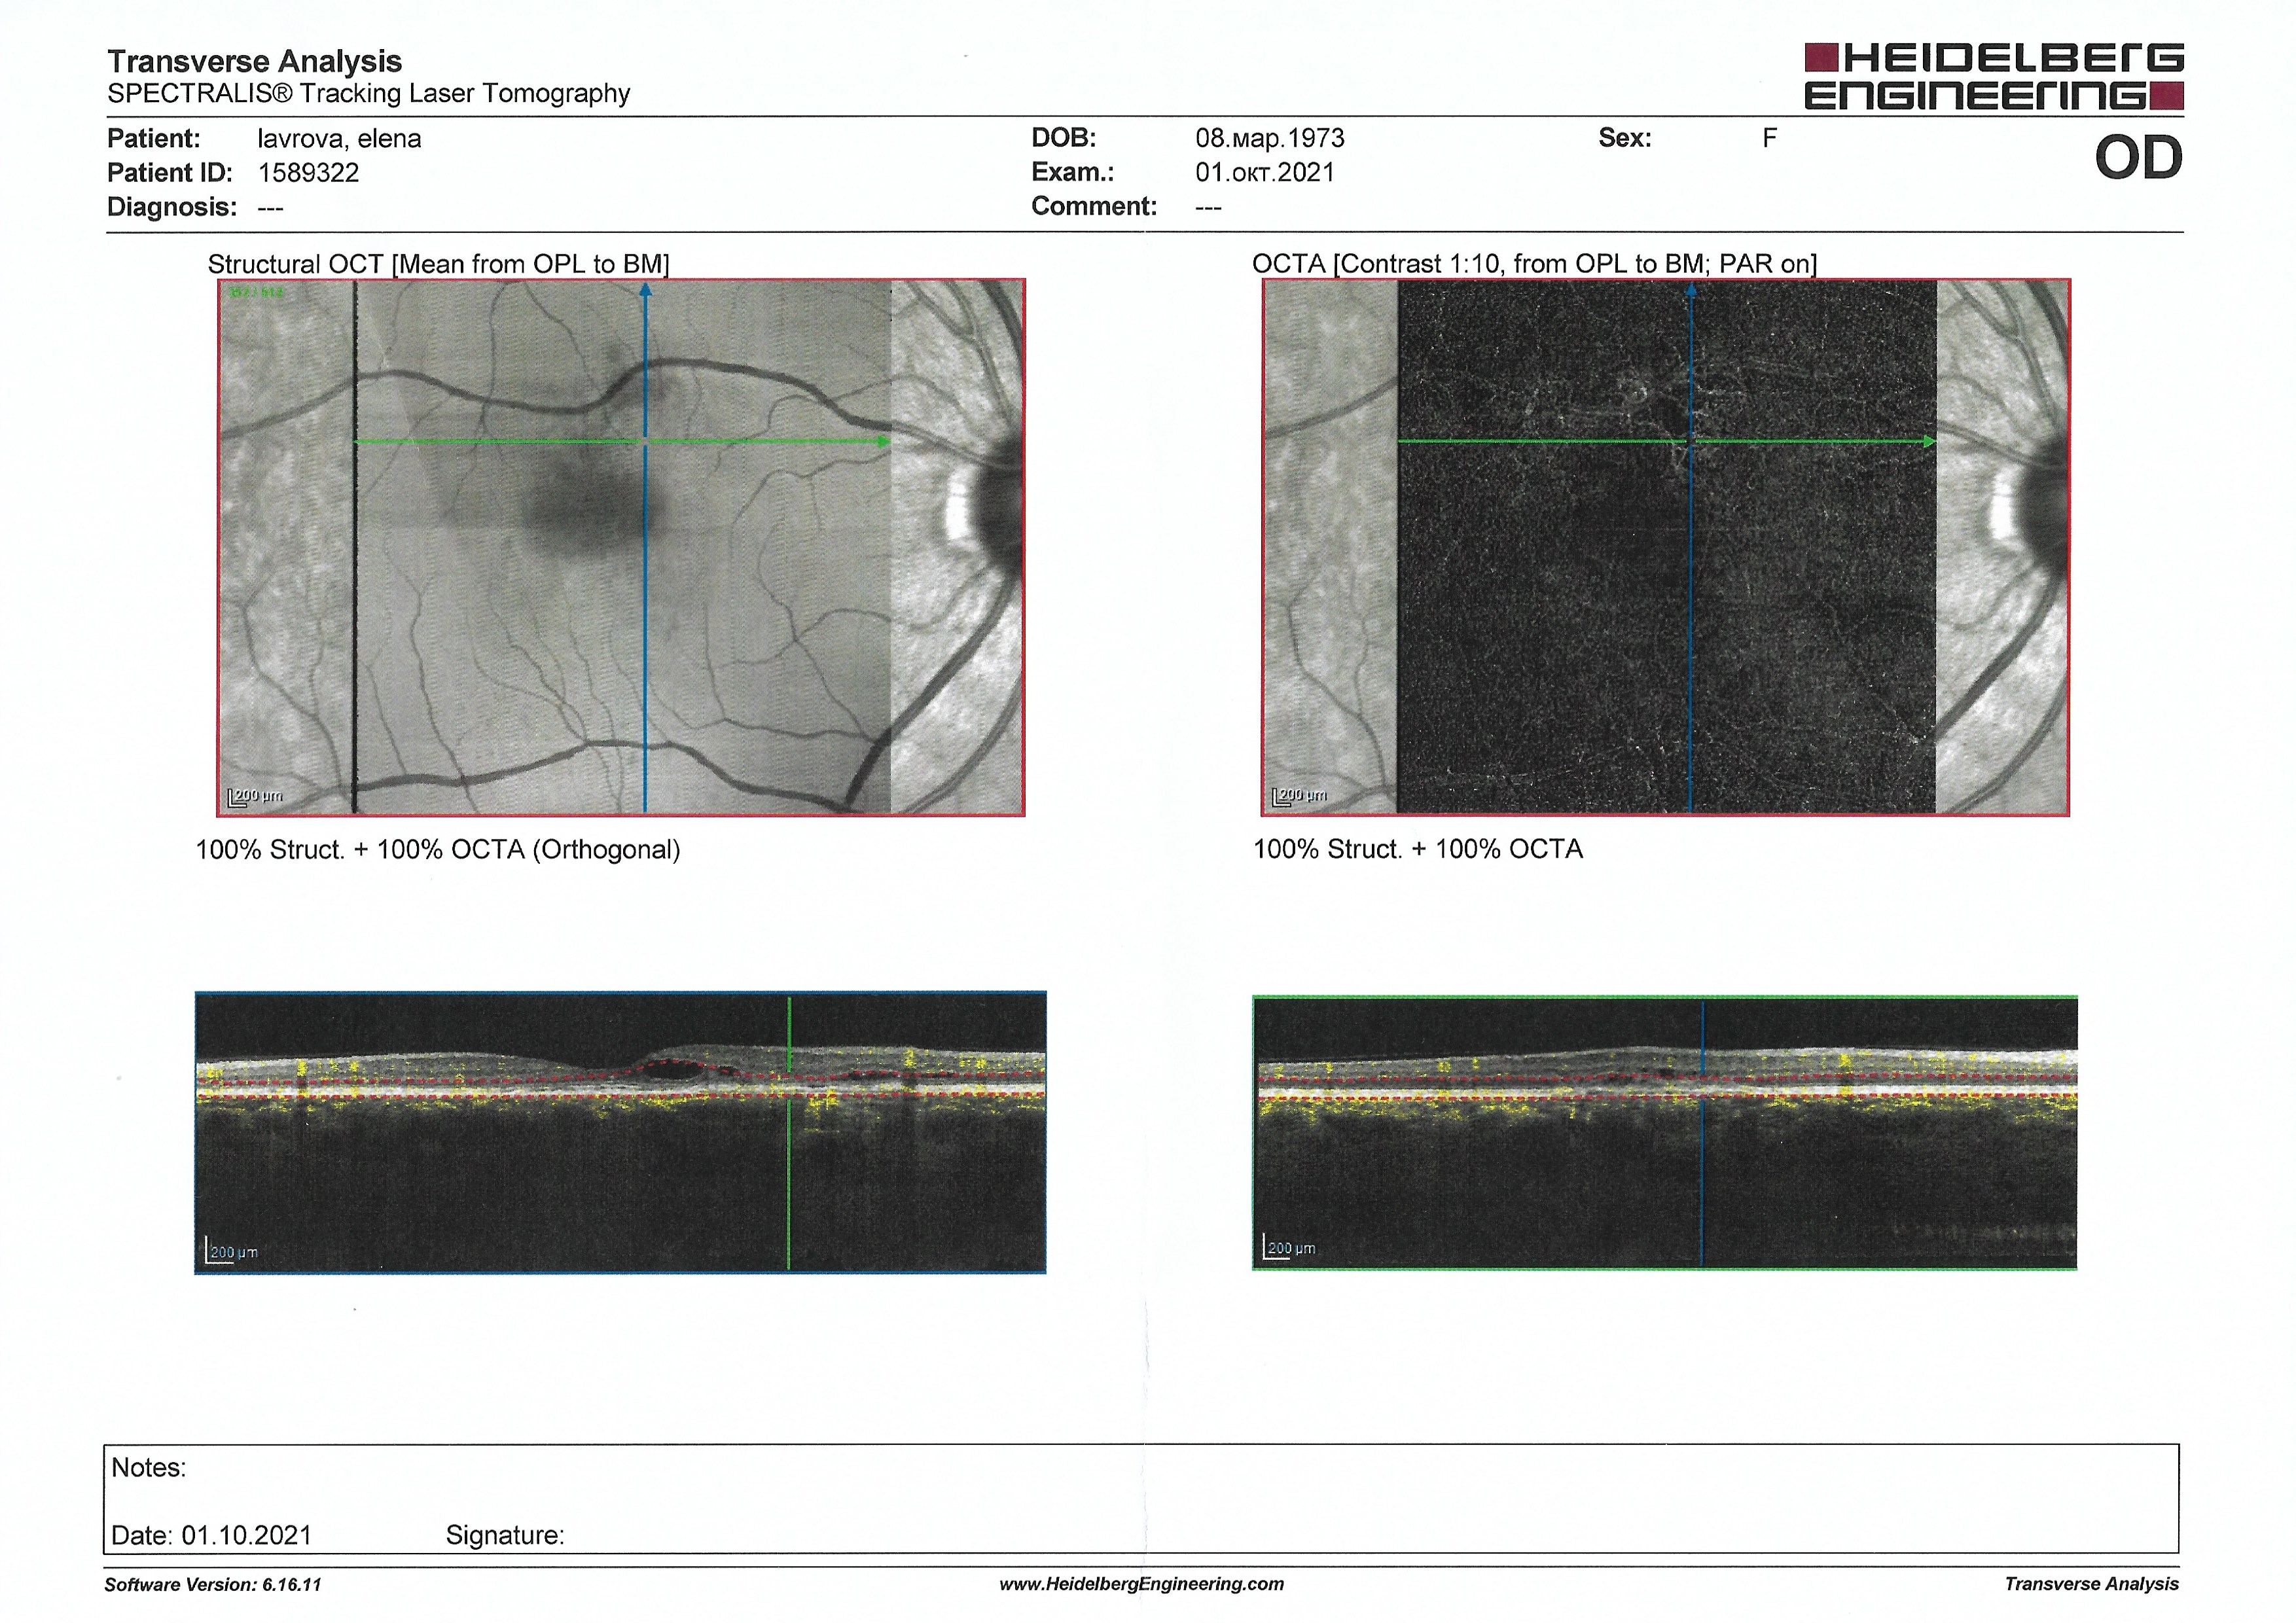 Transverse Analysis
SPECTRALIS® Tracking Laser Tomography
HEIDELBERG
ENGINEERING
Patient: lavrova, elena
Patient ID: 1589322
Diagnosis: ---
DOB: 08.мар.1973
Exam.: 01.окт.2021
Comment: ---
Sex: F
OD
Structural OCT [Mean from OPL to BM]
OCTA [Contrast 1:10, from OPL to BM; PAR on]
200 µm
200 µm
100% Struct. + 100% OCTA (Orthogonal)
100% Struct. + 100% OCTA
200 µm
200 µm
Notes:
Date: 01.10.2021 Signature:
Software Version: 6.16.11
www.HeidelbergEngineering.com
Transverse Analysis